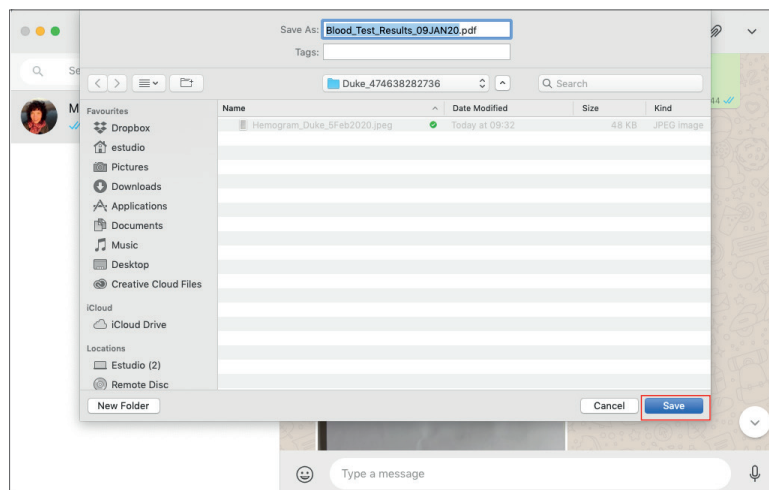 Save As: Blood_Test_Results_09JAN20.pdf
Tags:
Se
Duke_474638282736
Search
Favourites
Name
Date Modified
Size
Kind
44
M
Dropbox
Hemogram_Duke_5Feb2020.jpeg
Today at 09:32
48 KB
JPEG image
estudio
Pictures
Downloads
Applications
Documents
Music
Desktop
Creative Cloud Files
iCloud
iCloud Drive
Locations
Estudio (2)
Remote Disc
New Folder
Cancel
Save
Type a message